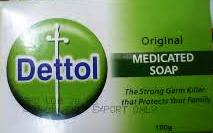 Original
Dettol
MEDICATED
SOAP
The Strong Germ Killer
that Protects Your Family
EXPORT ONLY
100g